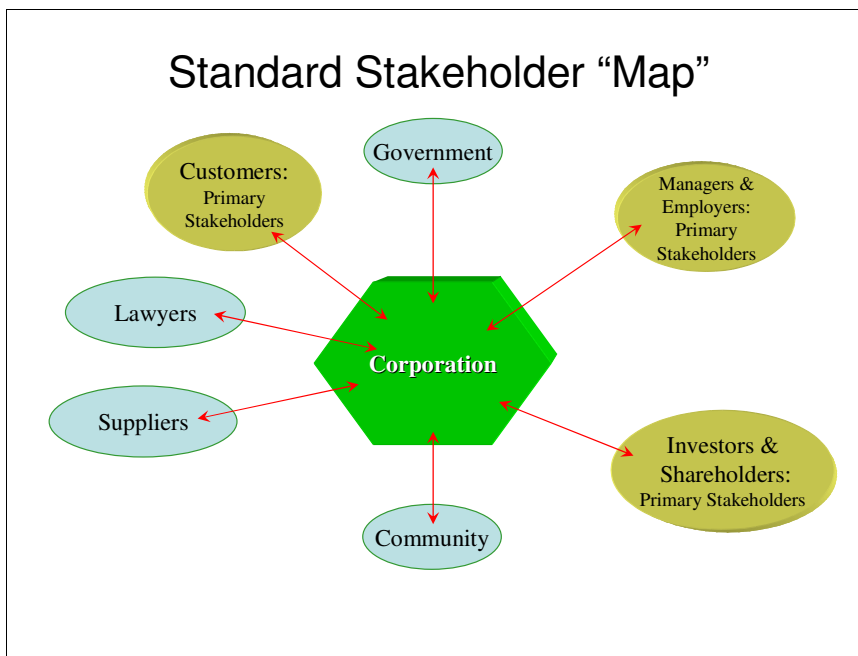 Standard Stakeholder “Map”
Government
Customers:
Primary
Stakeholders
Managers &
Employers:
Primary
Stakeholders
Lawyers
Corporation
Suppliers
Investors &
Shareholders:
Primary Stakeholders
Community